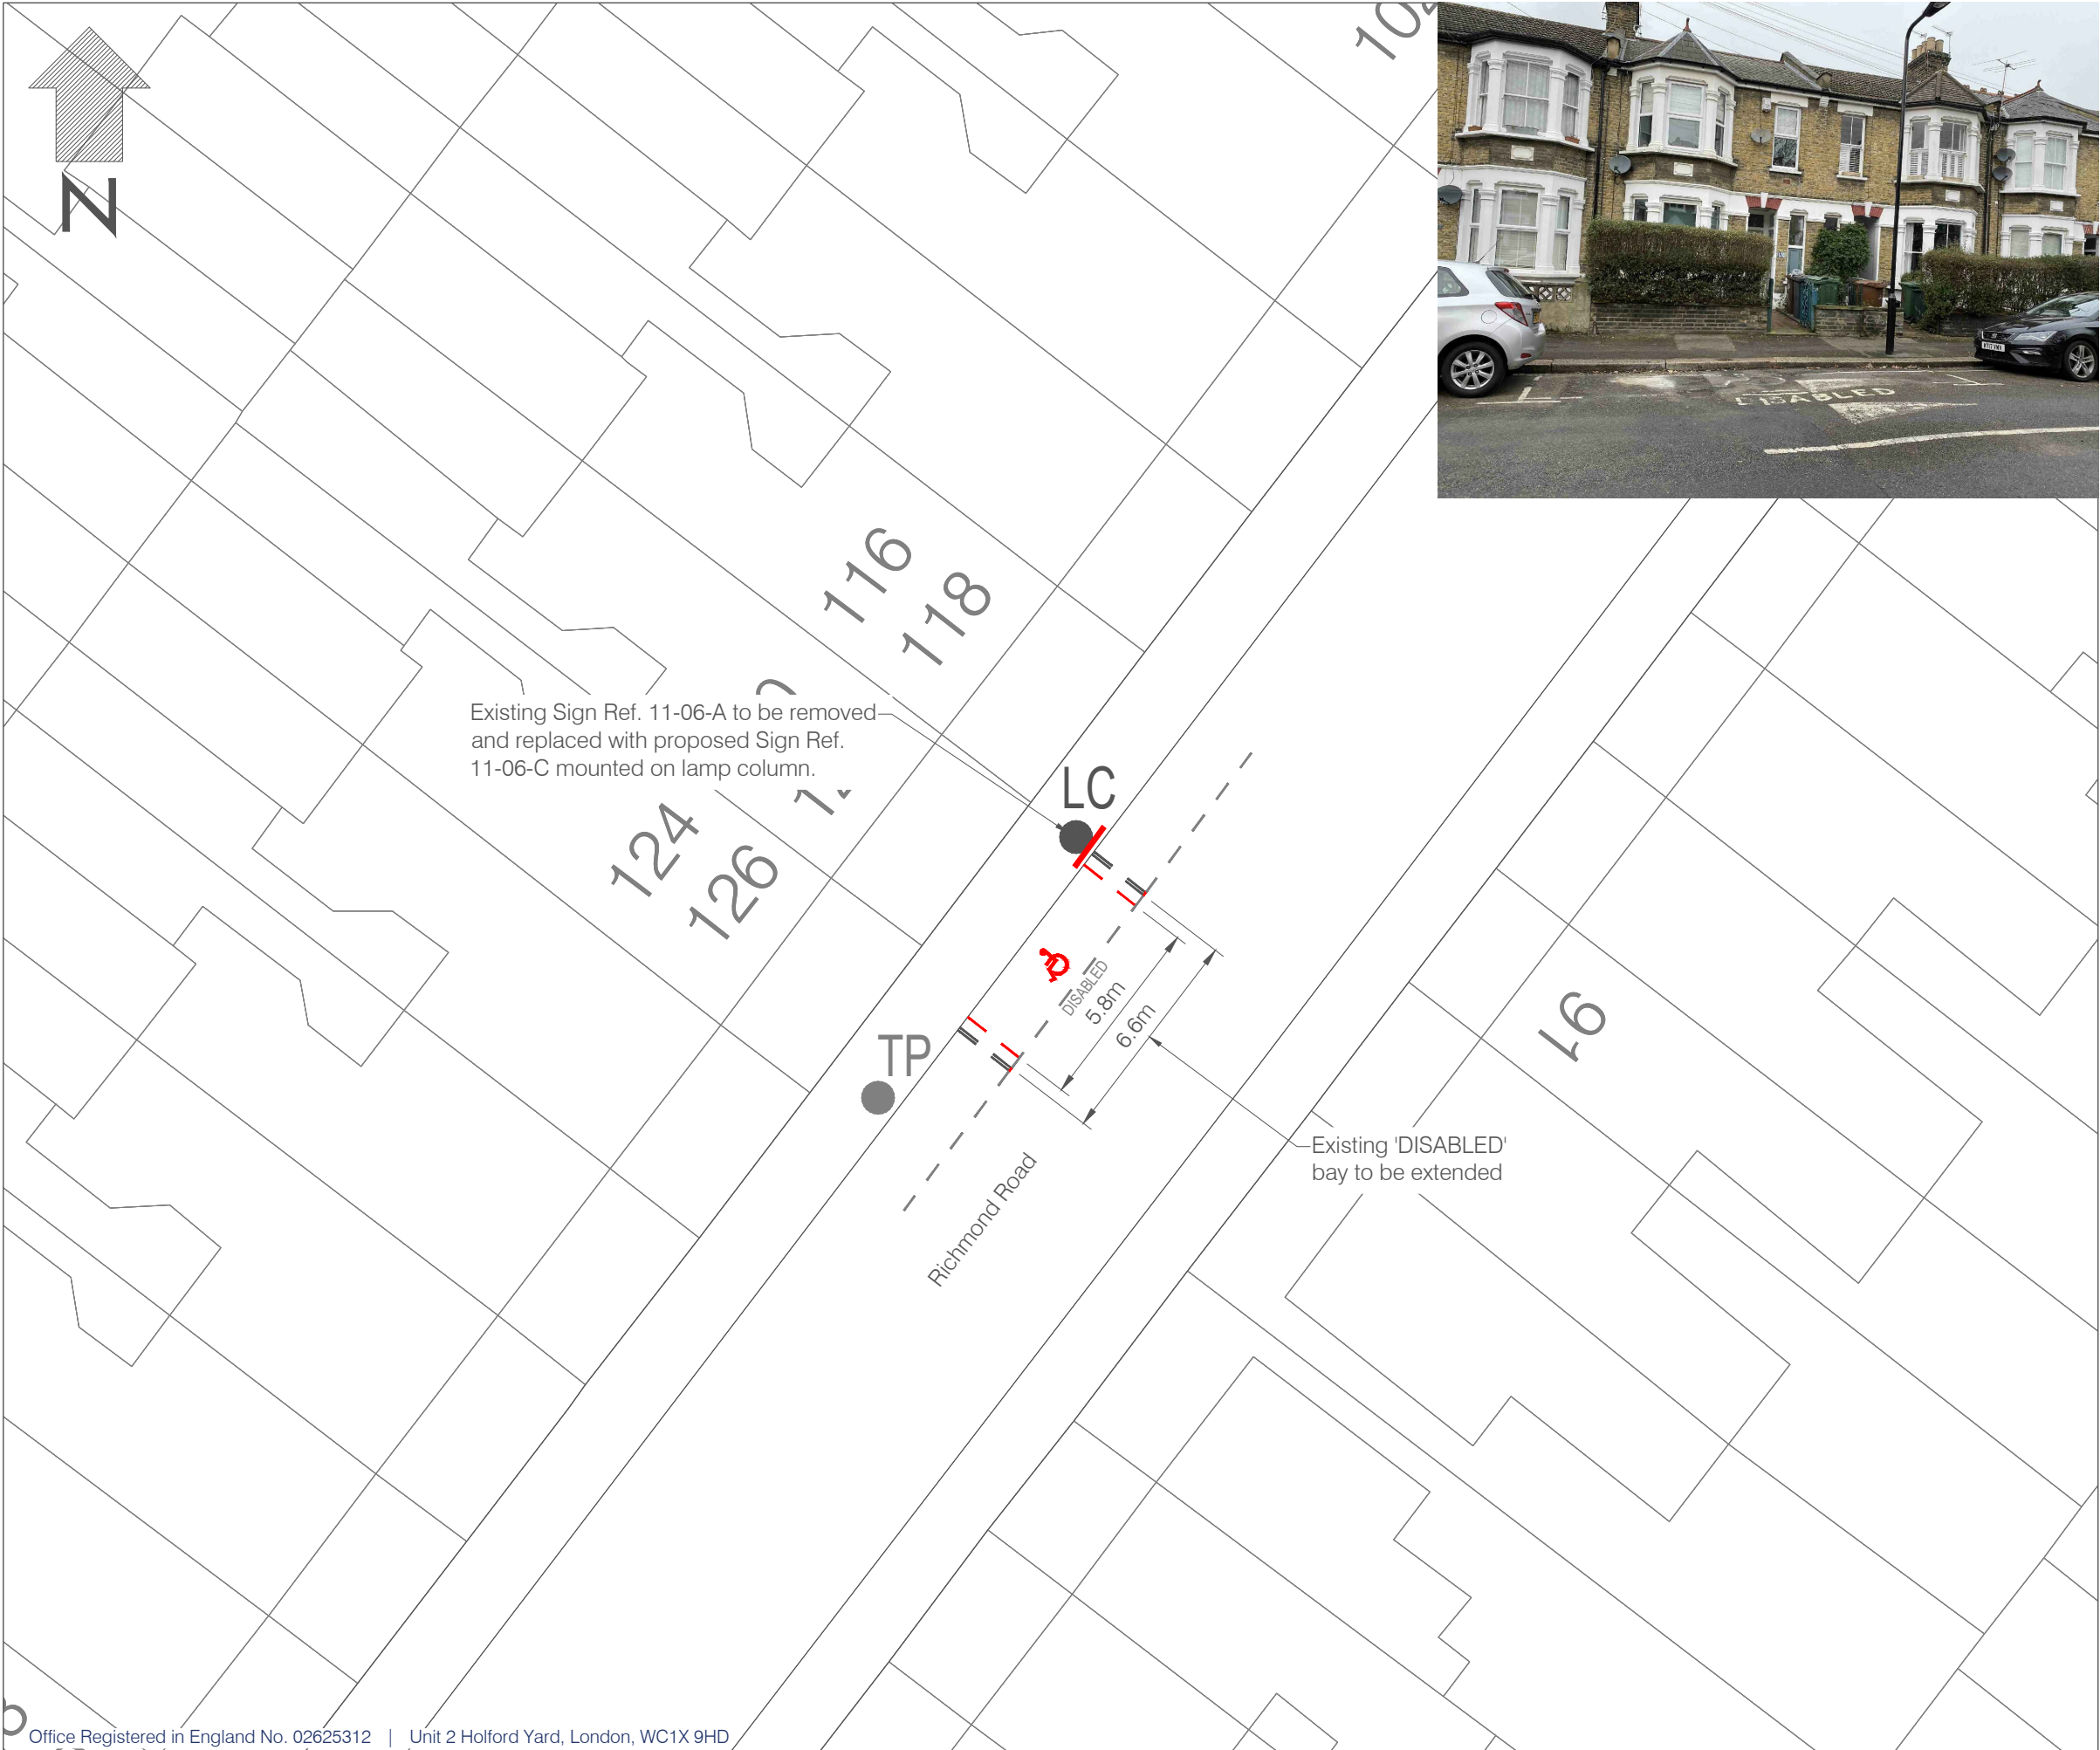 N
116
118
Existing Sign Ref. 11-06-A to be removed
and replaced with proposed Sign Ref.
11-06-C mounted on lamp column.
124
126
LC
TP
DISABLED
5.8m
6.6m
91
Existing 'DISABLED'
bay to be extended
Richmond Road
DISABLED
Office Registered in England No. 02625312 | Unit 2 Holford Yard, London, WC1X 9HD